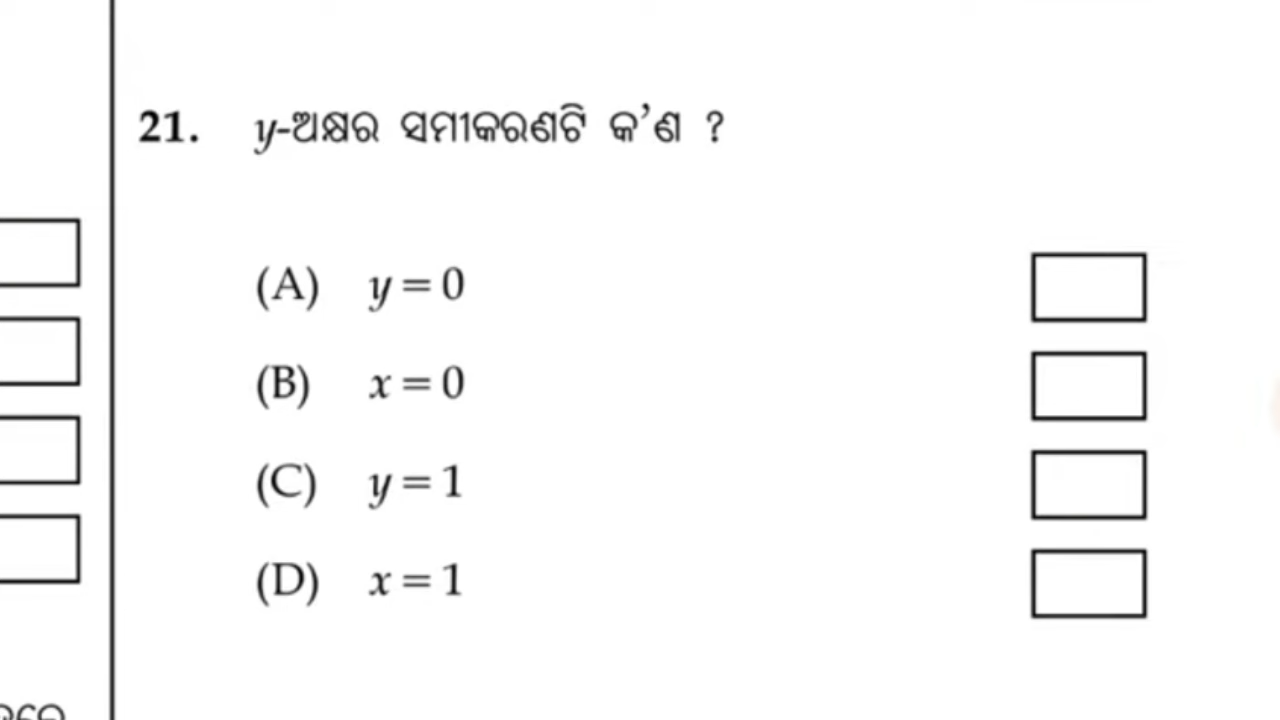 21. y-ଅକ୍ଷର ସମୀକରଣଟି କ'ଣ ?
(A) y = 0
(B) x = 0
(C) y = 1
(D) x = 1